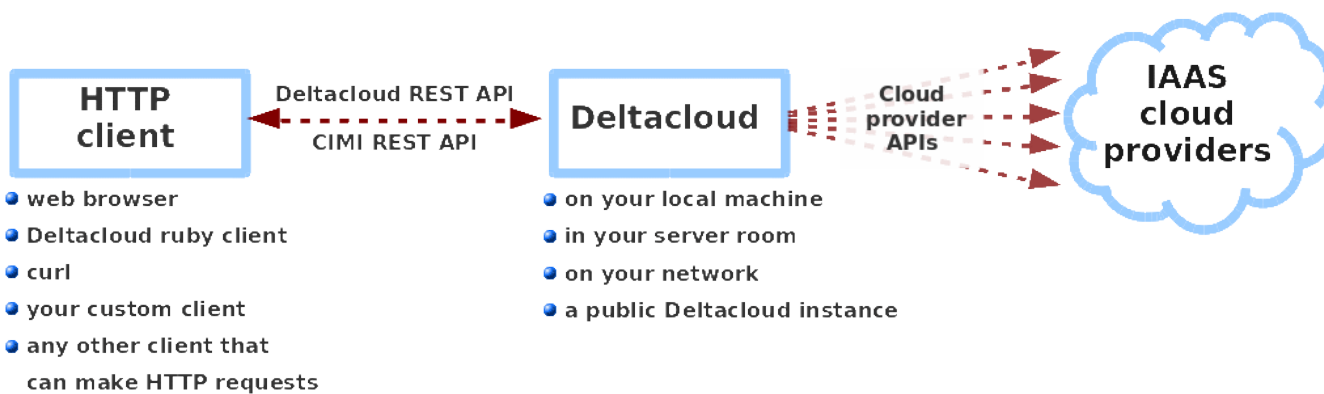 HTTP
client
Deltacloud REST API
CIMI REST API
Deltacloud
Cloud
provider
APIs
IAAS
cloud
providers
web browser
Deltacloud ruby client
curl
your custom client
any other client that
can make HTTP requests
on your local machine
in your server room
on your network
a public Deltacloud instance